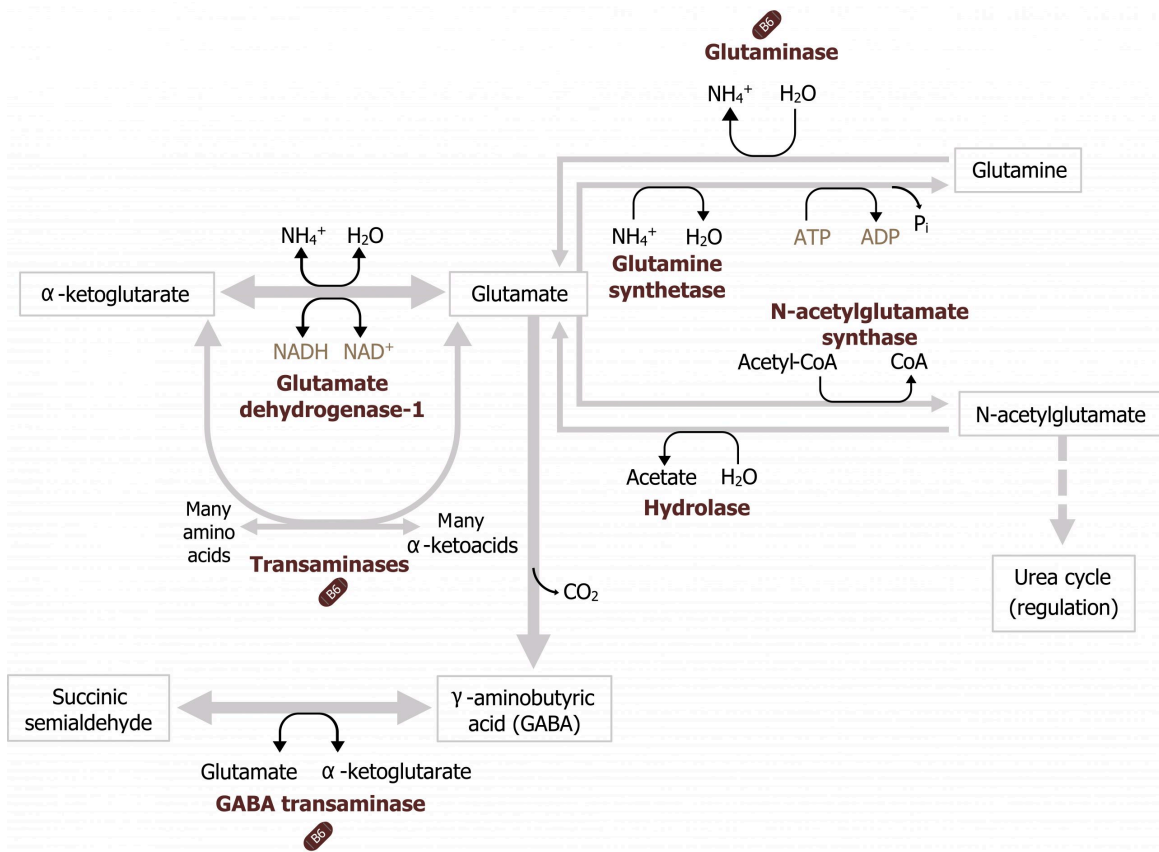 B6
Glutaminase
NH₄⁺ H₂O
Glutamine
NH₄⁺ H₂O
ATP ADP Pᵢ
Glutamine
synthetase
NH₄⁺ H₂O
α-ketoglutarate
Glutamate
NADH NAD⁺
Glutamate
dehydrogenase-1
N-acetylglutamate
synthase
Acetyl-CoA CoA
N-acetylglutamate
Acetate H₂O
Hydrolase
Many
amino
acids
Many
α-ketoacids
Transaminases
B6
CO₂
Urea cycle
(regulation)
Succinic
semialdehyde
γ-aminobutyric
acid (GABA)
Glutamate α-ketoglutarate
GABA transaminase
B6